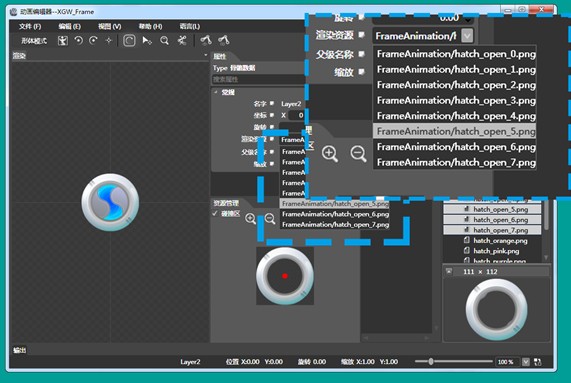 动画编辑器--XGW_Frame
文件(F) 编辑(E) 视图(V) 帮助(H) 语言(L)
形体模式
渲染
属性
Type 骨骼数据
搜索属性
常规
名字 Layer2
坐标 X 0
旋转
渲染资源 FrameA
父级名称 FrameA
缩放 FrameA
FrameA
FrameA
FrameAnimation/hatch_open_5.png
FrameAnimation/hatch_open_6.png
FrameAnimation/hatch_open_7.png
旋转 0.00
渲染资源 FrameAnimation/h
父级名称 FrameAnimation/hatch_open_0.png
缩放 FrameAnimation/hatch_open_1.png
FrameAnimation/hatch_open_2.png
FrameAnimation/hatch_open_3.png
FrameAnimation/hatch_open_4.png
FrameAnimation/hatch_open_5.png
FrameAnimation/hatch_open_6.png
FrameAnimation/hatch_open_7.png
资源管理
碰撞区
hatch_open_5.png
hatch_open_6.png
hatch_open_7.png
hatch_orange.png
hatch_pink.png
hatch_purple.png
111 × 112
输出
Layer2 位置 X:0.00 Y:0.00 旋转 0.00 缩放 X:1.00 Y:1.00 100 %